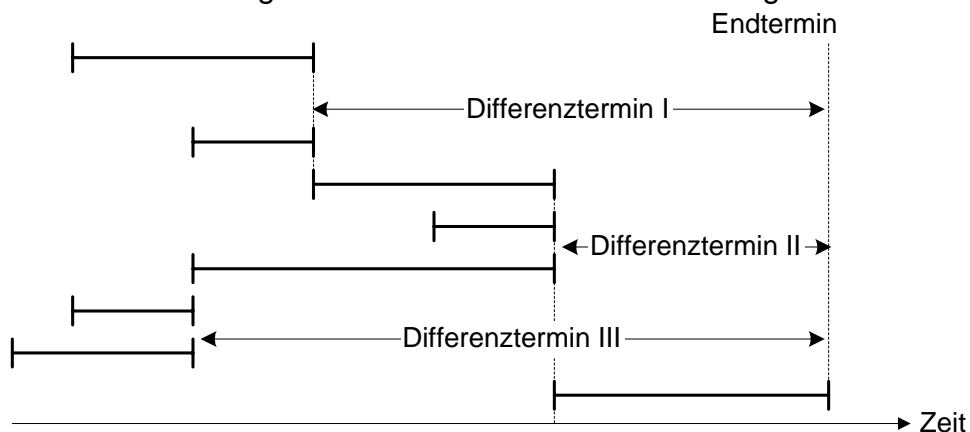 Endtermin
Differenztermin I
Differenztermin II
Differenztermin III
Zeit